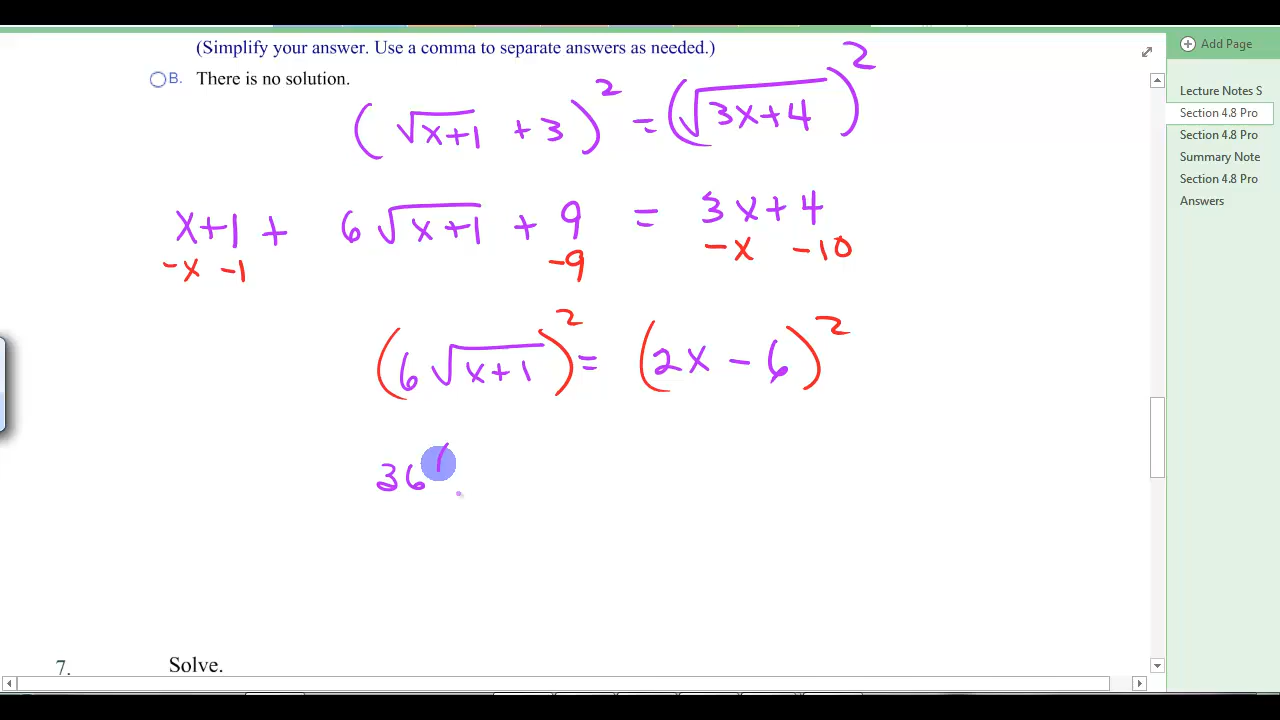 (Simplify your answer. Use a comma to separate answers as needed.)
B. There is no solution.
(√x+1 + 3)² = (√3x+4)²
x+1 + 6√x+1 + 9 = 3x+4
-x -1 -9 -x -10
(6√x+1)² = (2x - 6)²
36(
7. Solve.
Add Page
Lecture Notes S
Section 4.8 Pro
Section 4.8 Pro
Summary Note
Section 4.8 Pro
Answers